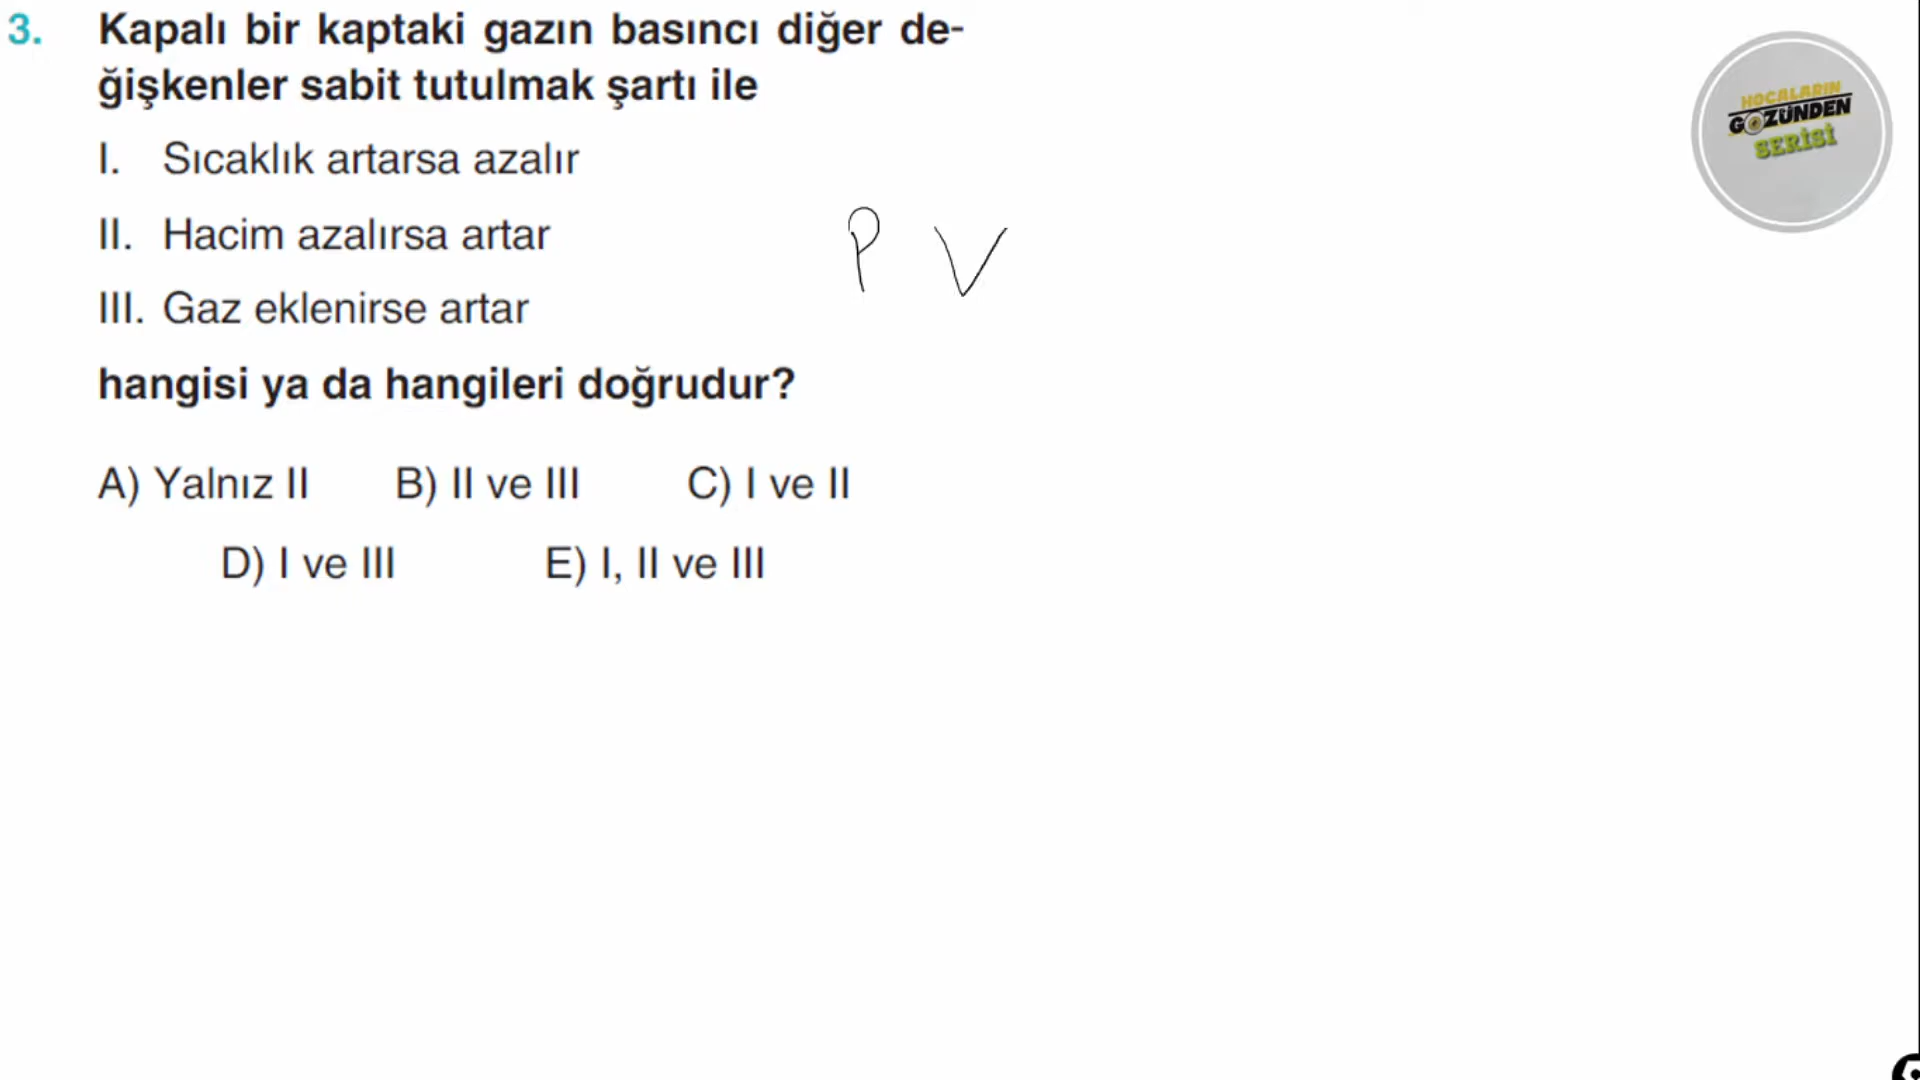 3. Kapalı bir kaptaki gazın basıncı diğer de-
ğişkenler sabit tutulmak şartı ile
I. Sıcaklık artarsa azalır
II. Hacim azalırsa artar
III. Gaz eklenirse artar
P V
hangisi ya da hangileri doğrudur?
A) Yalnız II B) II ve III C) I ve II
D) I ve III E) I, II ve III
HOCALARIN
GÖZÜNDEN
SERİSİ